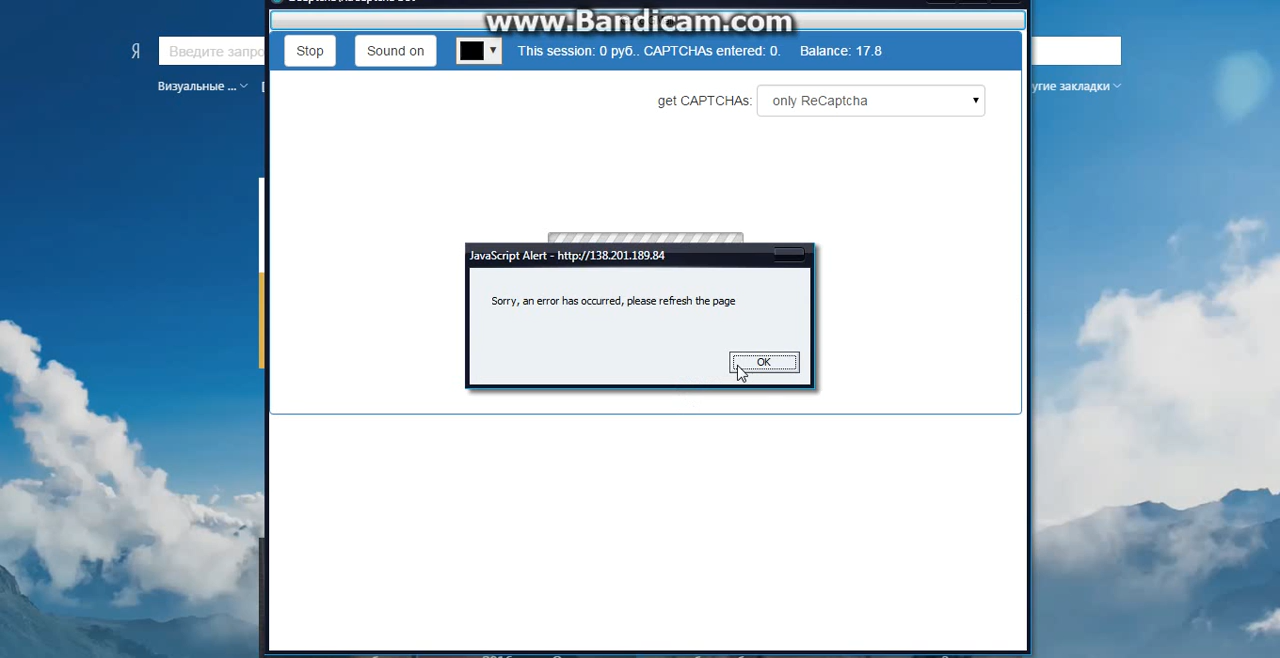 www.Bandicam.com
Я
Введите запро
Stop
Sound on
This session: 0 руб.. CAPTCHAs entered: 0.
Balance: 17.8
Визуальные ...
угие закладки
get CAPTCHAs:
only ReCaptcha
JavaScript Alert - http://138.201.189.84
Sorry, an error has occurred, please refresh the page
OK